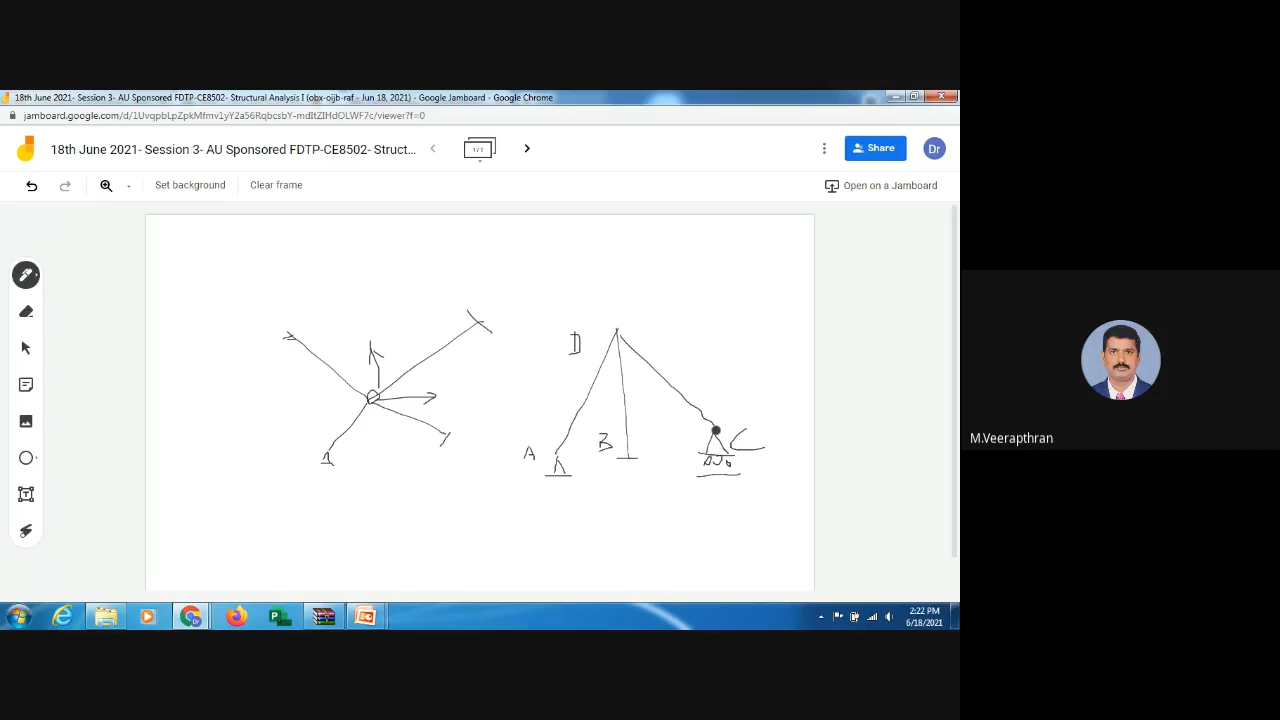 18th June 2021- Session 3- AU Sponsored FDTP-CE8502- Structural Analysis I (obx-oijb-raf - Jun 18, 2021) - Google Jamboard - Google Chrome
jamboard.google.com/d/1UvqpbLpZpkMfmv1yY2a56RqbcsbY-mdItZIHdOLWF7c/viewer?f=0
18th June 2021- Session 3- AU Sponsored FDTP-CE8502- Struct...
1/1
Share
Dr
Set background
Clear frame
Open on a Jamboard
D
A
B
C
M.Veerapthran
2:22 PM
6/18/2021